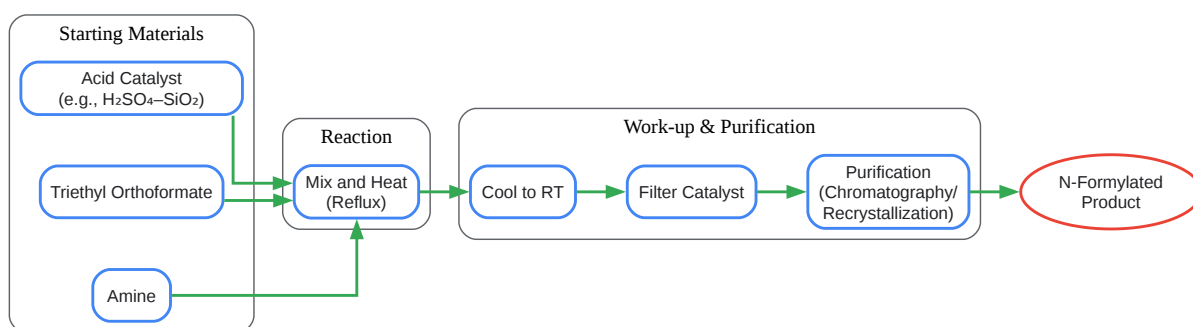 Starting Materials
Acid Catalyst
(e.g., H₂SO₄–SiO₂)
Triethyl Orthoformate
Amine
Reaction
Mix and Heat
(Reflux)
Work-up & Purification
Cool to RT
Filter Catalyst
Purification
(Chromatography/
Recrystallization)
N-Formylated
Product